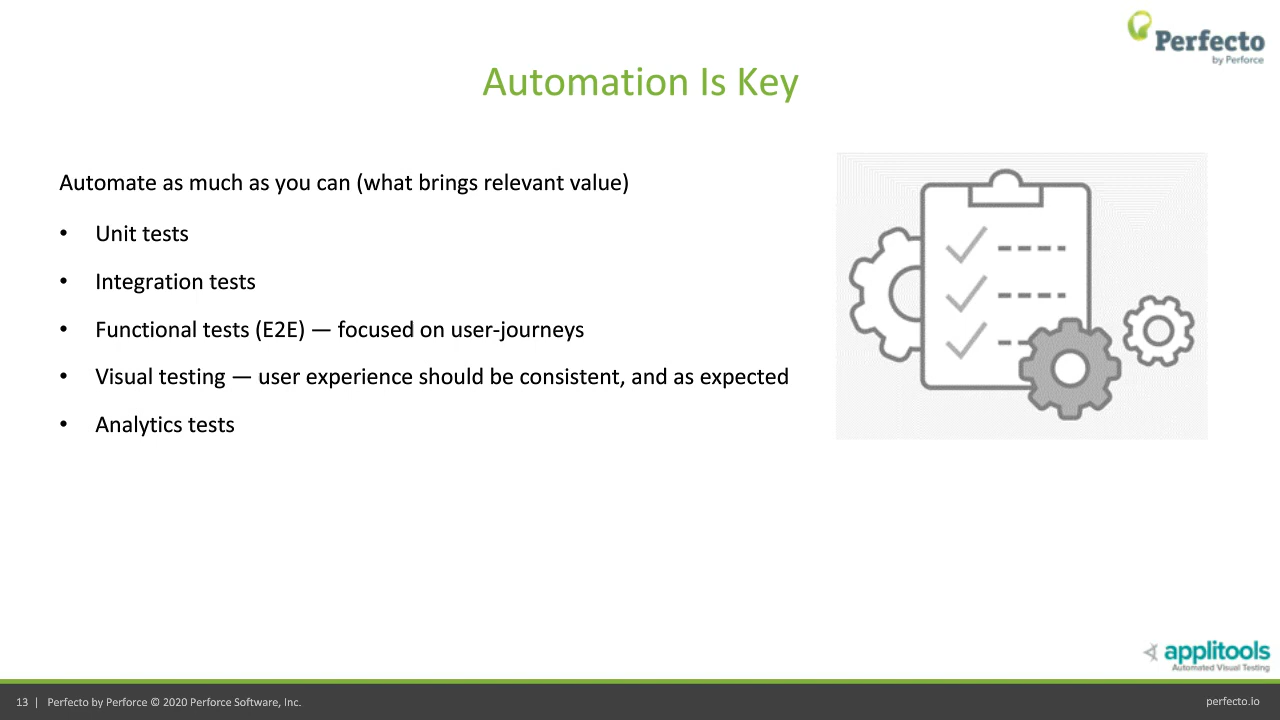 Perfecto
by Perforce
Automation Is Key
Automate as much as you can (what brings relevant value)
• Unit tests
• Integration tests
• Functional tests (E2E) — focused on user-journeys
• Visual testing — user experience should be consistent, and as expected
• Analytics tests
applitools
Automated Visual Testing
13 | Perfecto by Perforce © 2020 Perforce Software, Inc.
perfecto.io